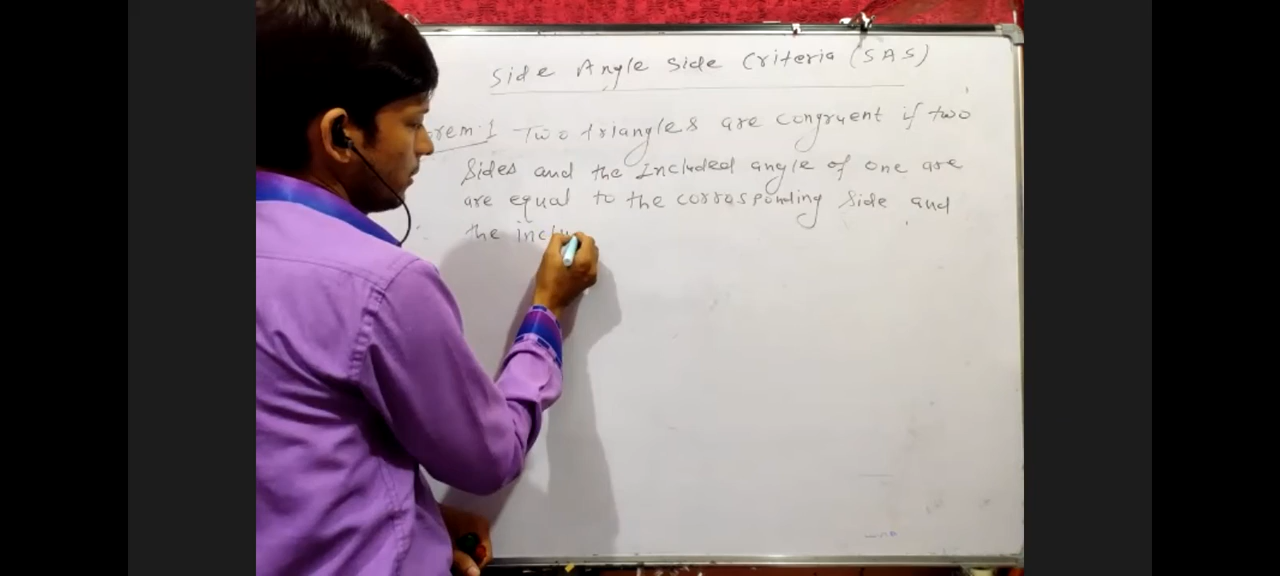 Side Angle Side Criteria (SAS)
rem:1 Two triangles are congruent if two
Sides and the Included angle of one are
are equal to the corrosponding Side and
the inclu